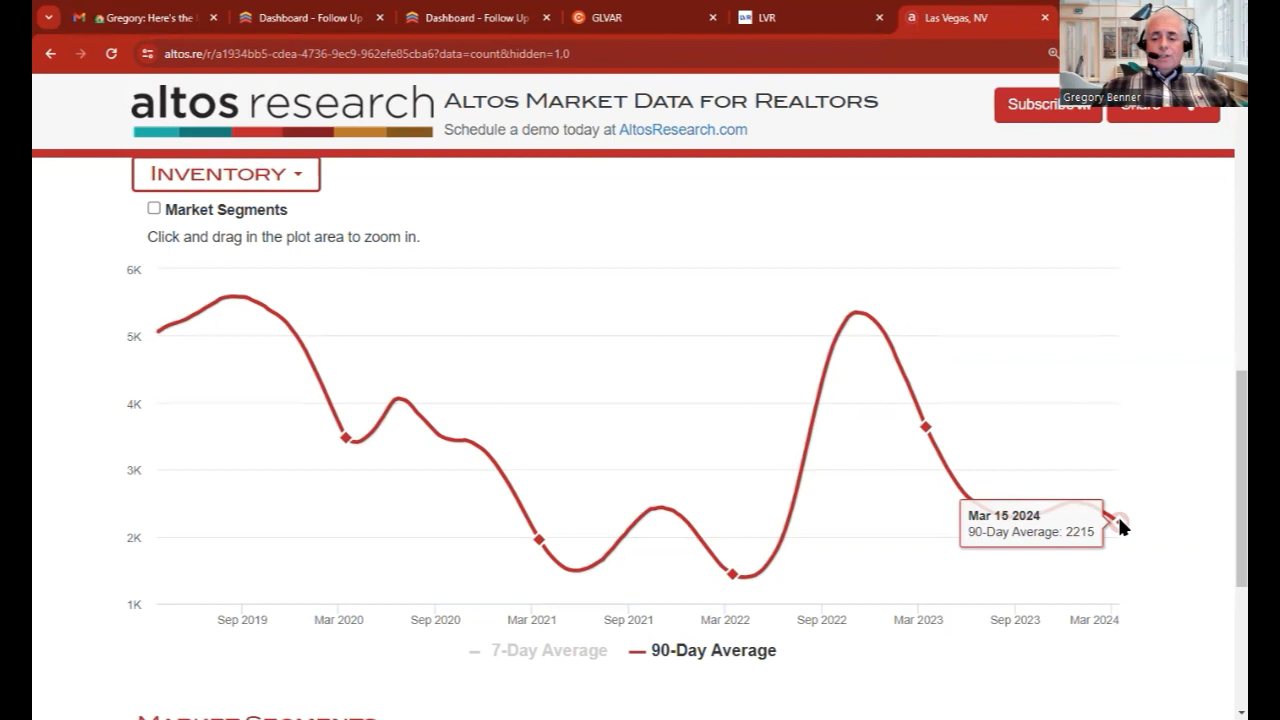 Gregory: Here's the
Dashboard - Follow Up
Dashboard - Follow Up
GLVAR
LVR
Las Vegas, NV
altos.re/r/a1934bb5-cdea-4736-9ec9-962efe85cba6?data=count&hidden=1,0
altos research
Altos Market Data for Realtors
Schedule a demo today at AltosResearch.com
Subscribe
Share
Gregory Benner
Inventory
Market Segments
Click and drag in the plot area to zoom in.
6K
5K
4K
3K
2K
1K
Mar 15 2024
90-Day Average: 2215
Sep 2019
Mar 2020
Sep 2020
Mar 2021
Sep 2021
Mar 2022
Sep 2022
Mar 2023
Sep 2023
Mar 2024
7-Day Average
90-Day Average
Market Segments